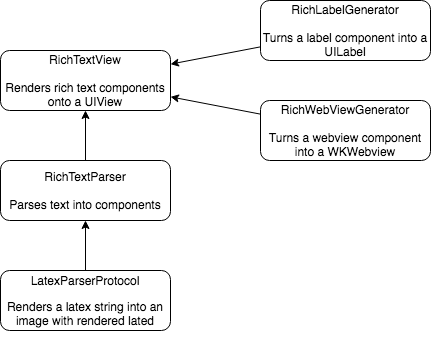 RichLabelGenerator
Turns a label component into a
UILabel
RichTextView
Renders rich text components
onto a UIView
RichWebViewGenerator
Turns a webview component
into a WKWebview
RichTextParser
Parses text into components
LatexParserProtocol
Renders a latex string into an
image with rendered lated